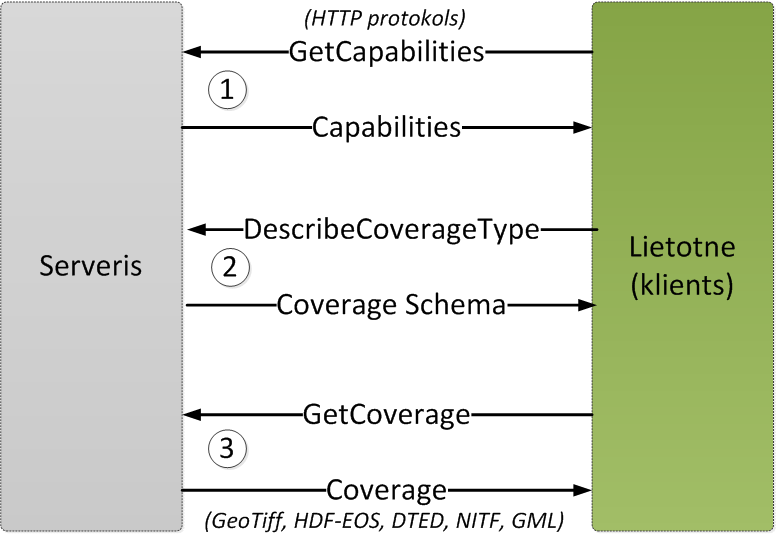 (HTTP protokols)
GetCapabilities
1
Capabilities
DescribeCoverageType
Serveris
2
Lietotne
(klients)
Coverage Schema
GetCoverage
3
Coverage
(GeoTiff, HDF-EOS, DTED, NITF, GML)